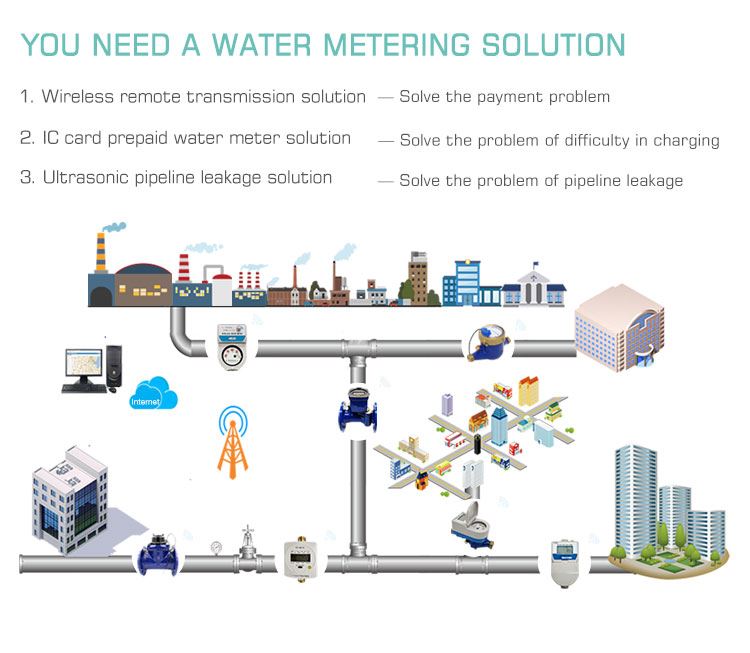 YOU NEED A WATER METERING SOLUTION
1. Wireless remote transmission solution — Solve the payment problem
2. IC card prepaid water meter solution — Solve the problem of difficulty in charging
3. Ultrasonic pipeline leakage solution — Solve the problem of pipeline leakage
Internet